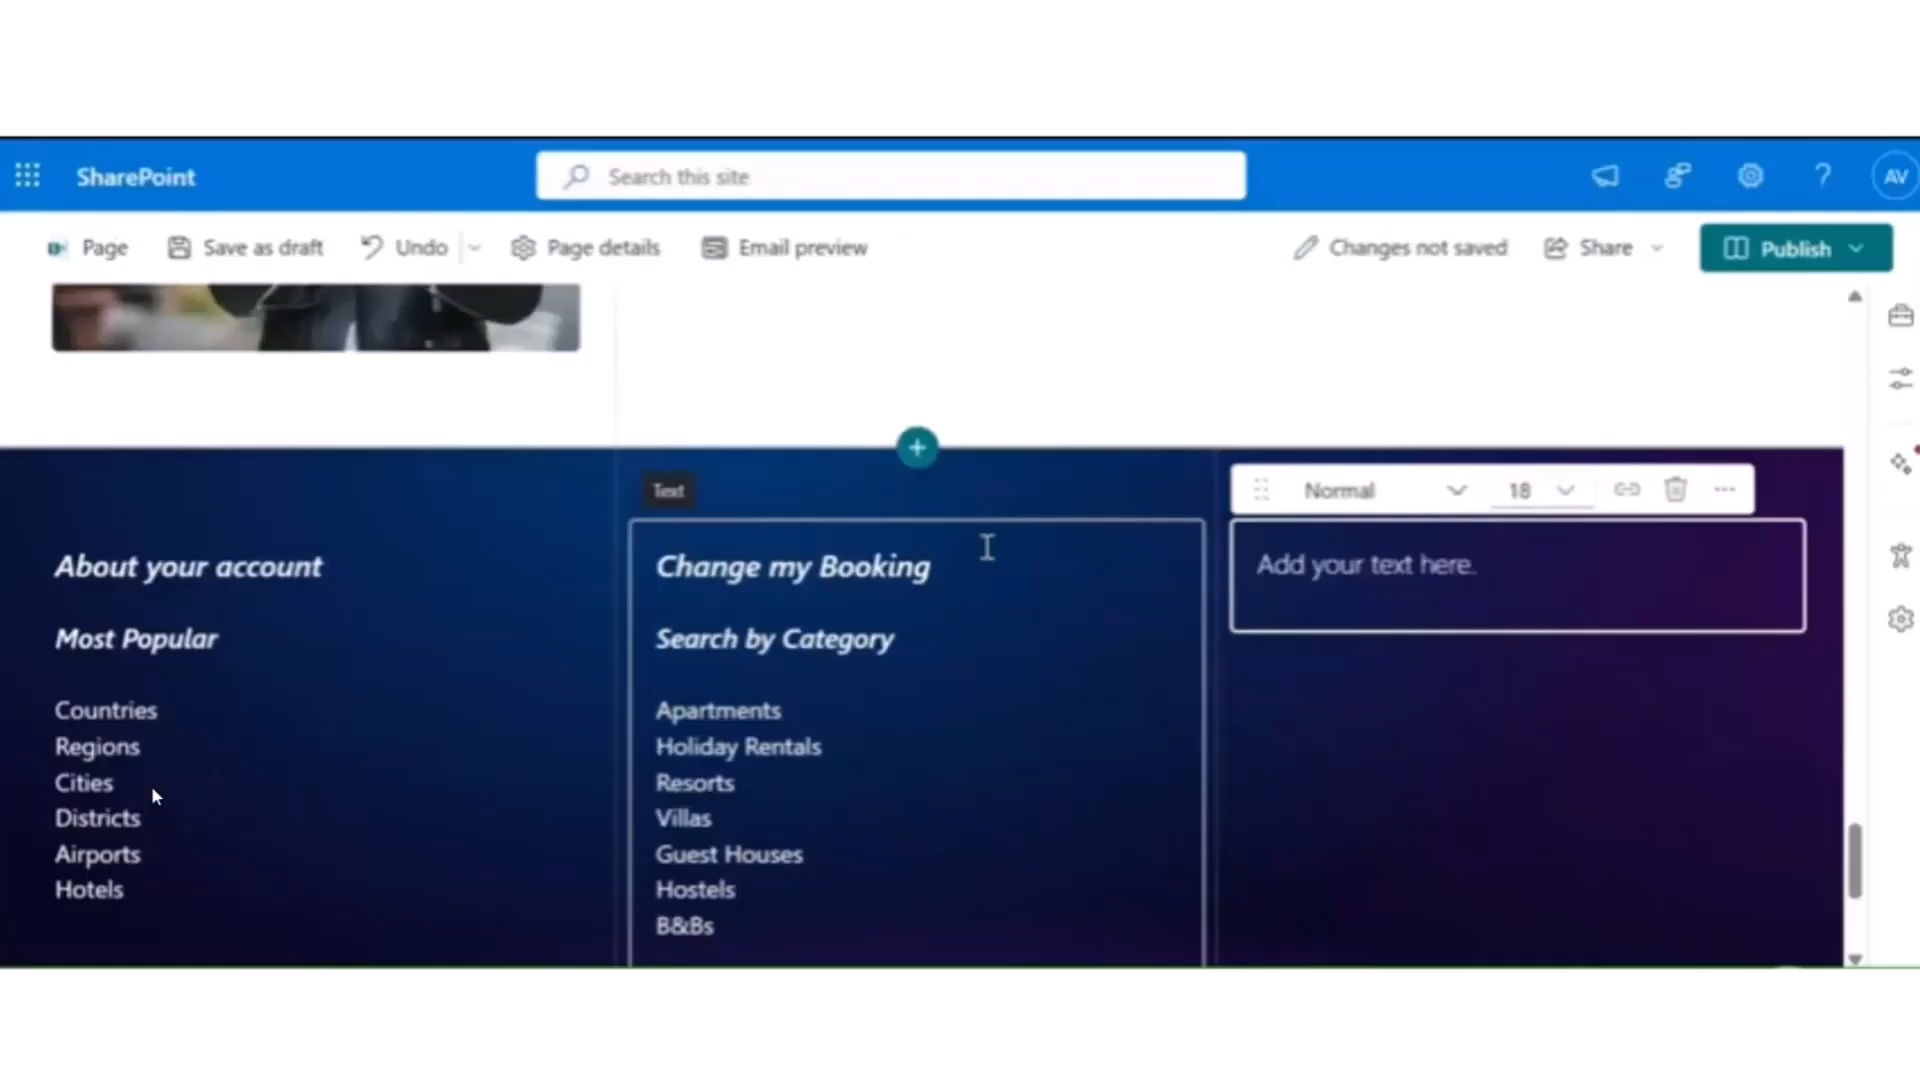 SharePoint
Search this site
?
AV
Page
Save as draft
Undo
Page details
Email preview
Changes not saved
Share
Publish
Text
Normal
18
...
About your account
Most Popular
Countries
Regions
Cities
Districts
Airports
Hotels
Change my Booking
Search by Category
Apartments
Holiday Rentals
Resorts
Villas
Guest Houses
Hostels
B&Bs
Add your text here.